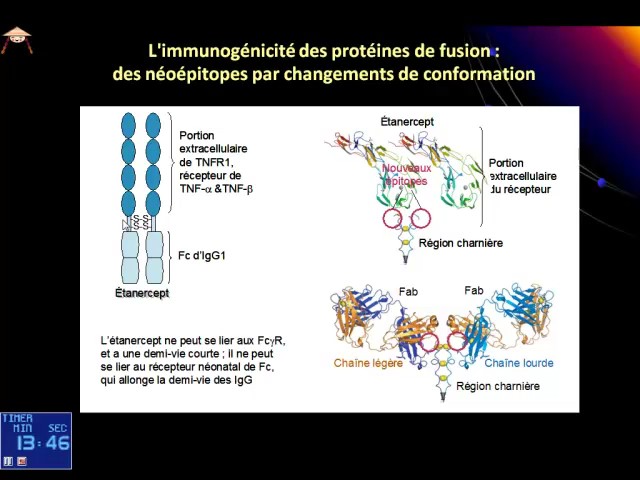 L'immunogénicité des protéines de fusion :
des néoépitopes par changements de conformation
Portion
extracellulaire
de TNFR1,
récepteur de
TNF-α &TNF-β
S S
S S
Fc d'IgG1
Étanercept
L'étanercept ne peut se lier aux FcγR,
et a une demi-vie courte ; il ne peut
se lier au récepteur néonatal de Fc,
qui allonge la demi-vie des IgG
Étanercept
Nouveaux
épitopes
Portion
extracellulaire
du récepteur
Région charnière
Fab
Fab
Chaîne légère
Chaîne lourde
Région charnière
TIMER
MIN SEC
13:46